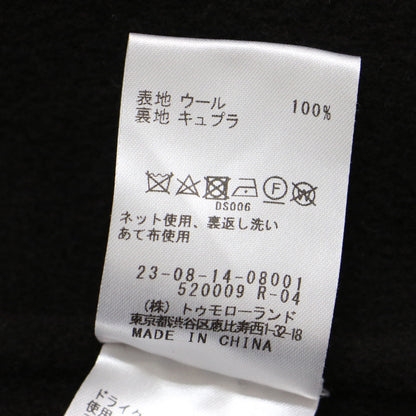 表地 ウール 100%
裏地 キュプラ
F W
DS006
ネット使用、裏返し洗い
あて布使用
23-08-14-08001
520009 R-04
(株) トゥモローランド
東京都渋谷区恵比寿西1-32-18
MADE IN CHINA
ドライク
使用